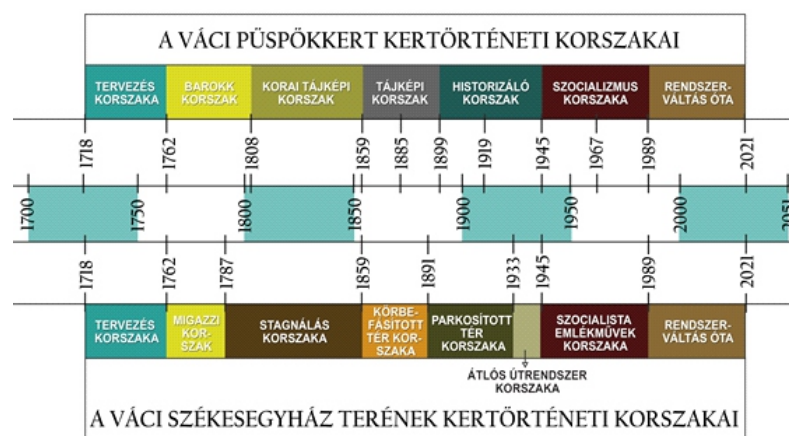 A VÁCI PÜSPÖKKERT KERTÖRTÉNETI KORSZAKAI
TERVEZÉS
KORSZAKA
BAROKK
KORSZAK
KORAI TÁJKÉPI
KORSZAK
TÁJKÉPI
KORSZAK
HISTORIZÁLÓ
KORSZAK
SZOCIALIZMUS
KORSZAKA
RENDSZER-
VÁLTÁS ÓTA
1718
1762
1808
1859
1885
1899
1919
1945
1967
1989
2021
1700
1750
1800
1850
1900
1950
2000
2051
1718
1762
1787
1859
1891
1933
1945
1989
2021
TERVEZÉS
KORSZAKA
MIGAZZI
KOR-
SZAK
STAGNÁLÁS
KORSZAKA
KÖRBE-
FÁSÍTOTT
TÉR KOR-
SZAKA
PARKOSÍTOTT
TÉR
KORSZAKA
SZOCIALISTA
EMLÉKMŰVEK
KORSZAKA
RENDSZER-
VÁLTÁS ÓTA
ÁTLÓS ÚTRENDSZER
KORSZAKA
A VÁCI SZÉKESEGYHÁZ TERÉNEK KERTÖRTÉNETI KORSZAKAI